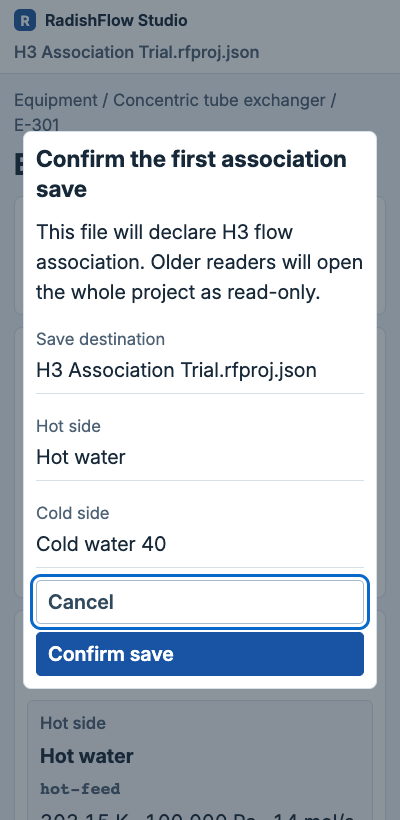 R RadishFlow Studio
H3 Association Trial.rfproj.json
Equipment / Concentric tube exchanger /
E-301
Confirm the first association
save
This file will declare H3 flow
association. Older readers will open
the whole project as read-only.
Save destination
H3 Association Trial.rfproj.json
Hot side
Hot water
Cold side
Cold water 40
Cancel
Confirm save
Hot side
Hot water
hot-feed